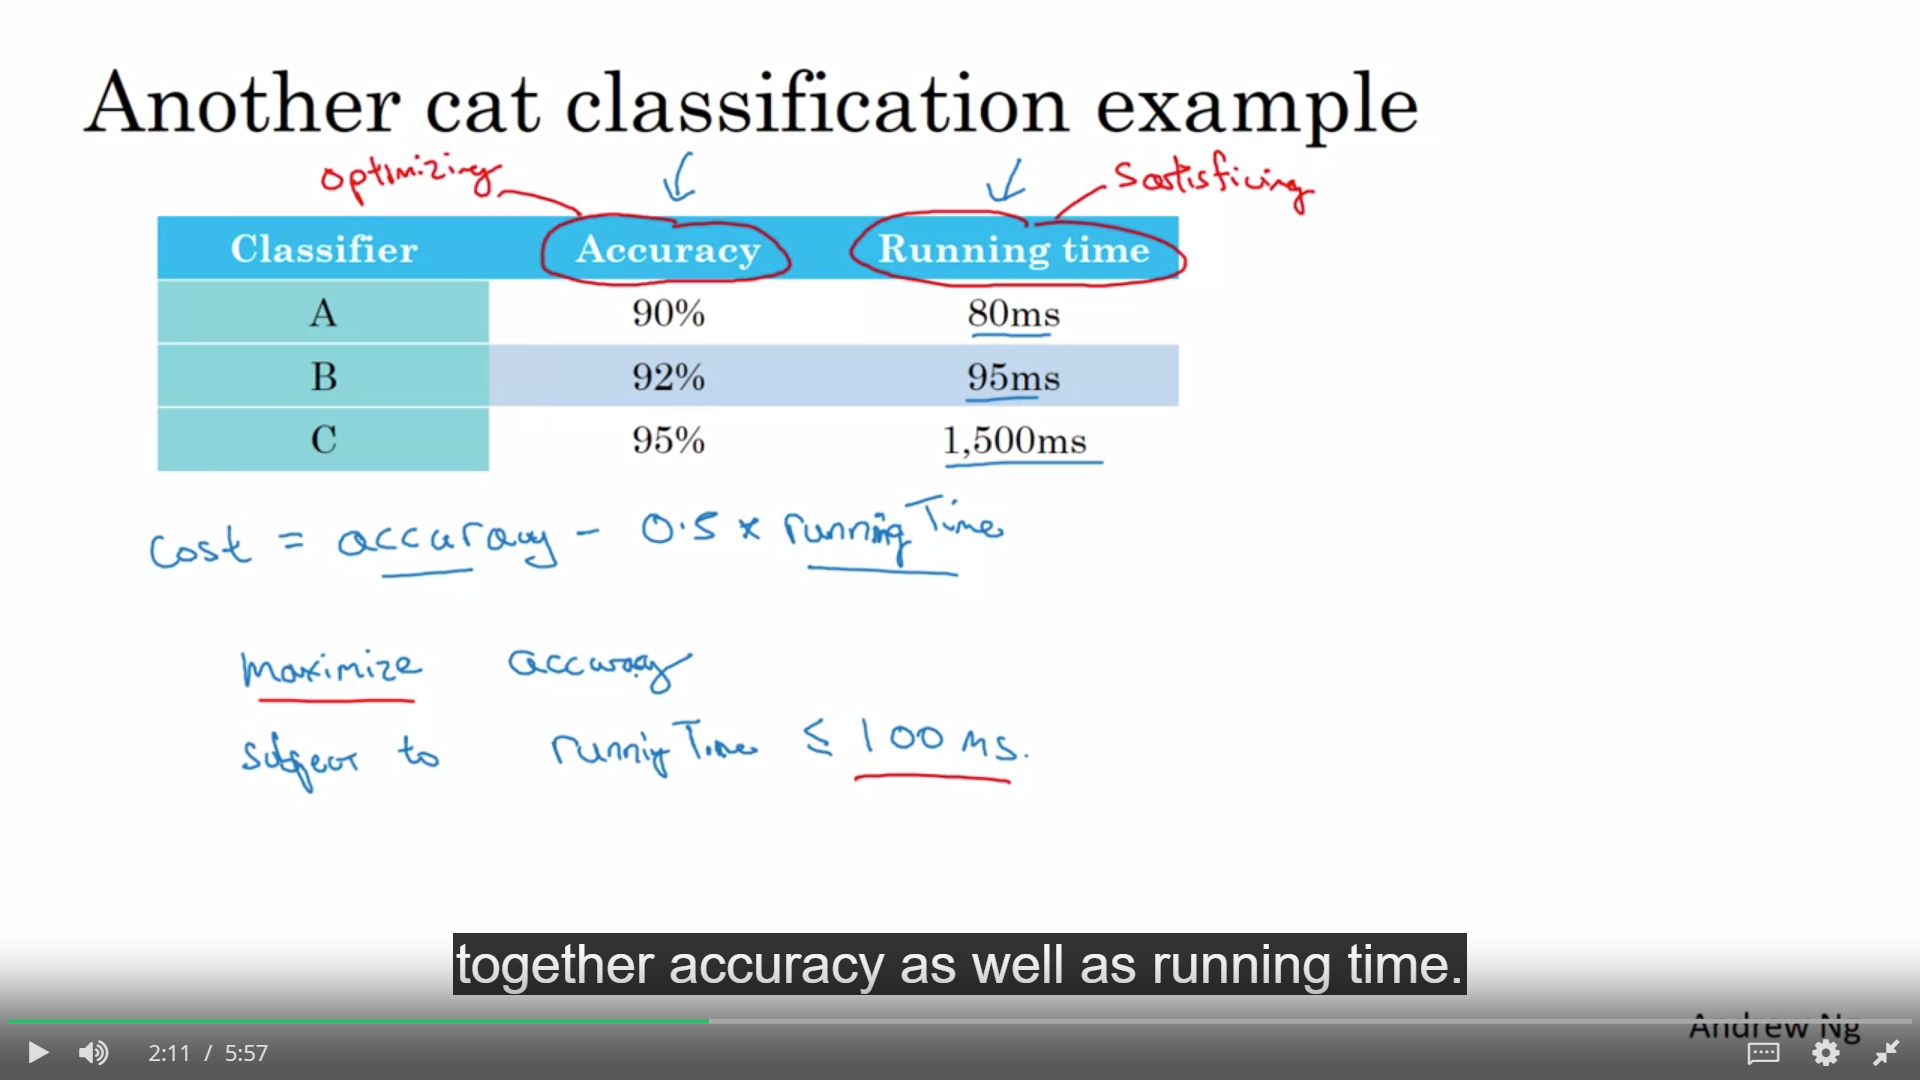 Another cat classification example
optimizing
Satisficing
Classifier Accuracy Running time
A 90% 80ms
B 92% 95ms
C 95% 1,500ms
cost = accuracy - 0.5 x running Time
maximize accuracy
subject to running Time ≤ 100 ms.
together accuracy as well as running time.
Andrew Ng
2:11 / 5:57